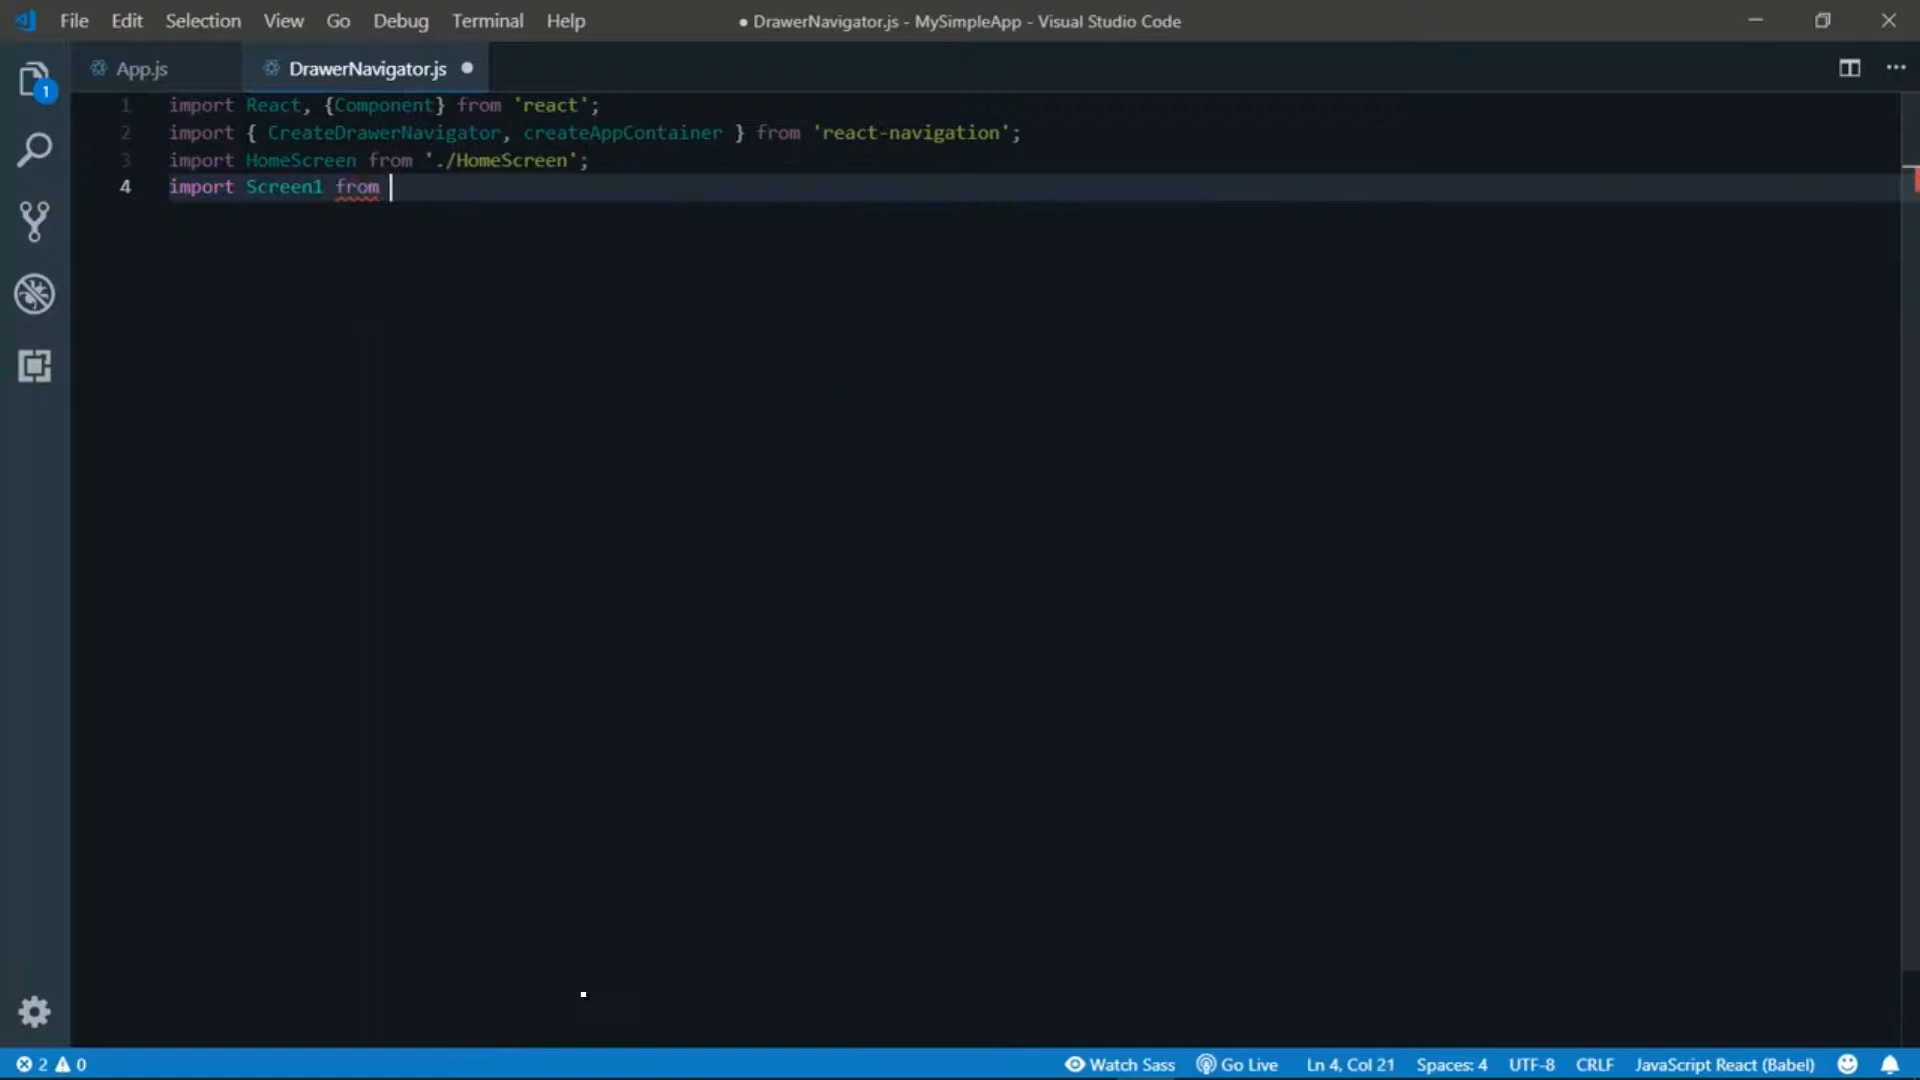 File Edit Selection View Go Debug Terminal Help
● DrawerNavigator.js - MySimpleApp - Visual Studio Code
App.js
DrawerNavigator.js ●
1
1 import React, {Component} from 'react';
2 import { CreateDrawerNavigator, createAppContainer } from 'react-navigation';
3 import HomeScreen from './HomeScreen';
4 import Screen1 from
2 0
Watch Sass
Go Live
Ln 4, Col 21
Spaces: 4
UTF-8
CRLF
JavaScript React (Babel)